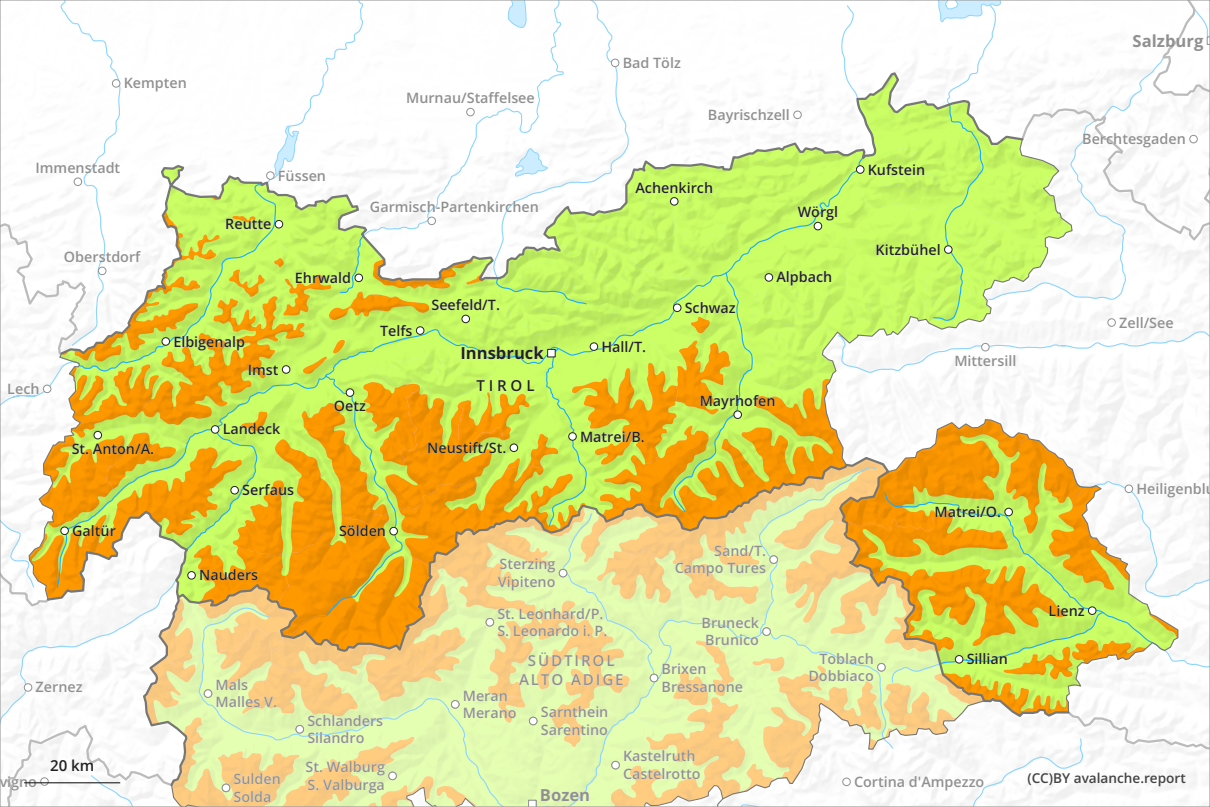 Salzburg
Bad Tölz
Kempten
Murnau/Staffelsee
Bayrischzell
Berchtesgaden
Immenstadt
Füssen
Kufstein
Achenkirch
Garmisch-Partenkirchen
Wörgl
Reutte
Kitzbühel
Oberstdorf
Ehrwald
Alpbach
Seefeld/T.
Schwaz
Zell/See
Telfs
Elbigenalp
Innsbruck
Hall/T.
Mittersill
Imst
TIROL
Lech
Oetz
Mayrhofen
Landeck
Matrei/B.
St. Anton/A.
Neustift/St.
Serfaus
Heiligenblu
Matrei/O.
Galtür
Sölden
Sand/T.
Campo Tures
Sterzing
Vipiteno
Nauders
Lienz
St. Leonhard/P.
S. Leonardo i. P.
Bruneck
Brunico
SÜDTIROL
ALTO ADIGE
Toblach
Dobbiaco
Sillian
Brixen
Bressanone
Zernez
Mals
Malles V.
Meran
Merano
Sarnthein
Sarentino
Schlanders
Silandro
Kastelruth
Castelrotto
St. Walburg
S. Valburga
20 km
vigno
Sulden
Solda
Bozen
Cortina d'Ampezzo
(CC)BY avalanche.report